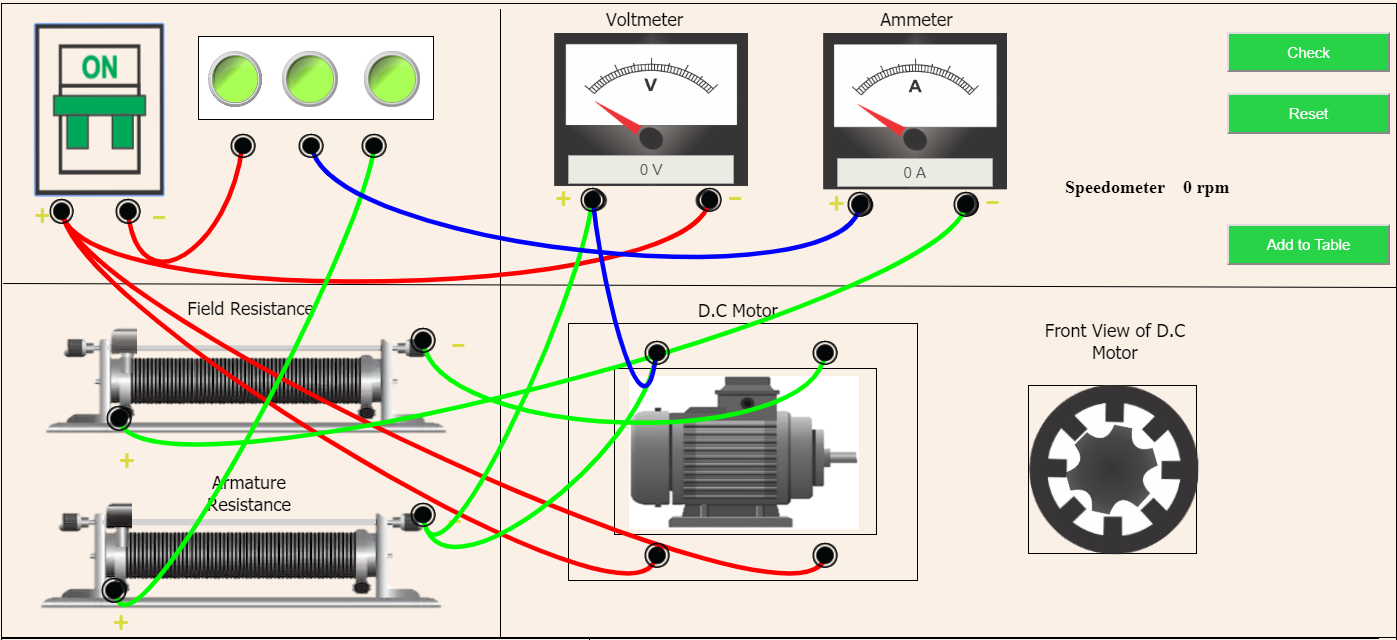 Voltmeter
Ammeter
ON
V
A
Check
Reset
0 V
0 A
Speedometer 0 rpm
+ −
+ −
+ −
Add to Table
Field Resistance
D.C Motor
Front View of D.C
Motor
−
+
Armature
Resistance
−
+